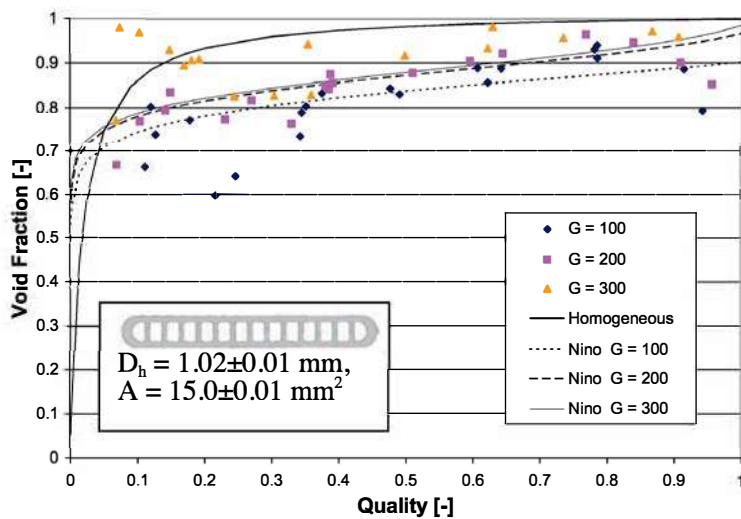 Void Fraction [-]
1
0.9
0.8
0.7
0.6
0.5
0.4
0.3
0.2
0.1
0
G = 100
G = 200
G = 300
Homogeneous
Nino G = 100
Nino G = 200
Nino G = 300
Dₕ = 1.02±0.01 mm,
A = 15.0±0.01 mm²
0 0.1 0.2 0.3 0.4 0.5 0.6 0.7 0.8 0.9 1
Quality [-]